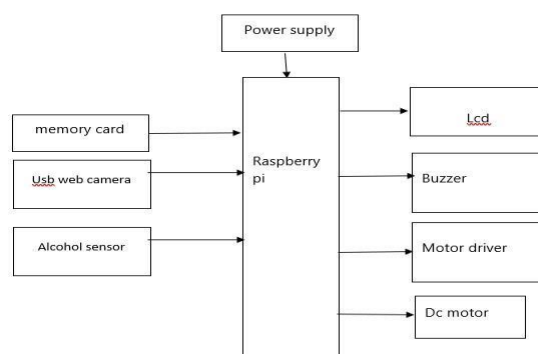 Power supply
memory card
Usb web camera
Alcohol sensor
Raspberry
pi
Lcd
Buzzer
Motor driver
Dc motor